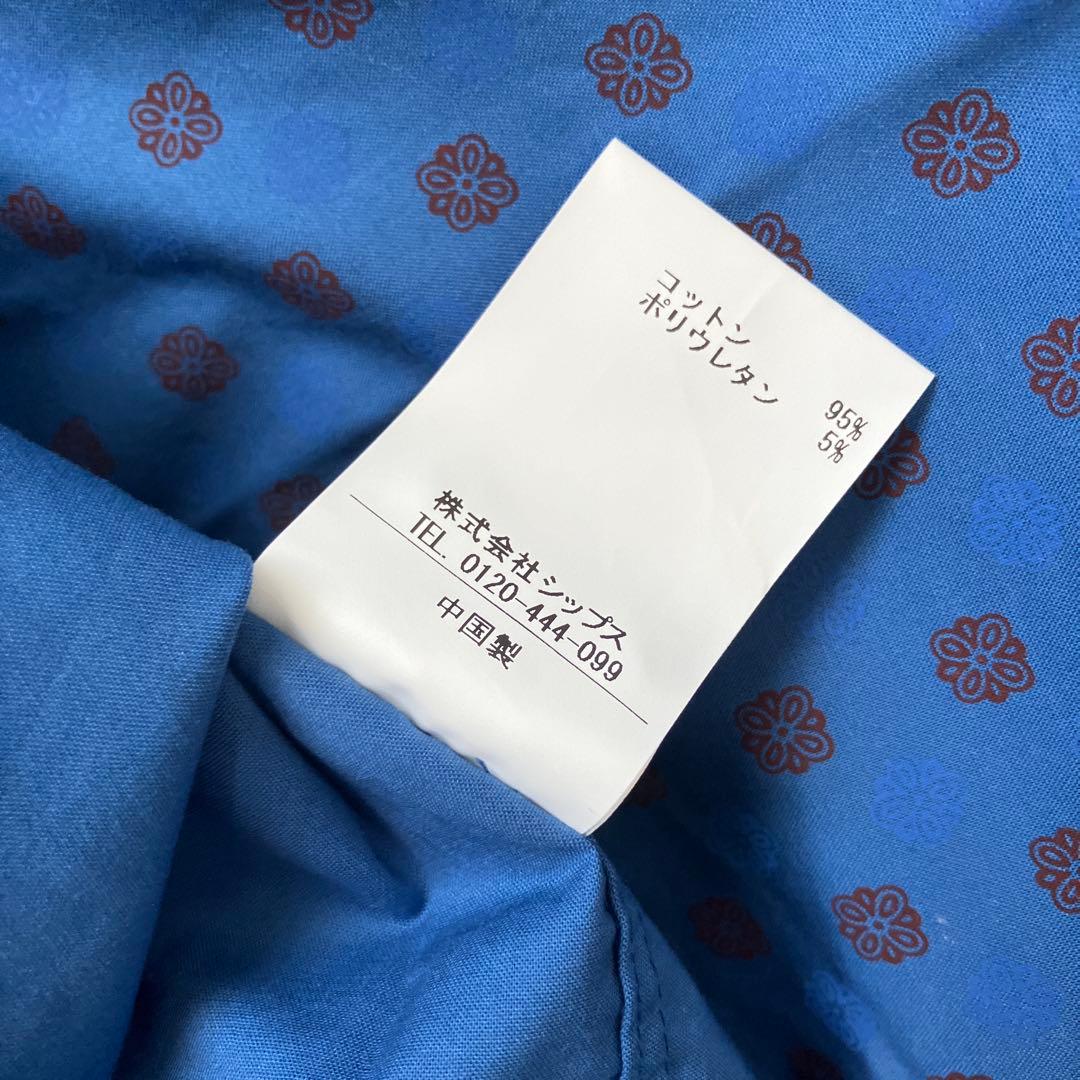 コットン 95%
ポリウレタン 5%
株式会社シップス
TEL. 0120-444-099
中国製